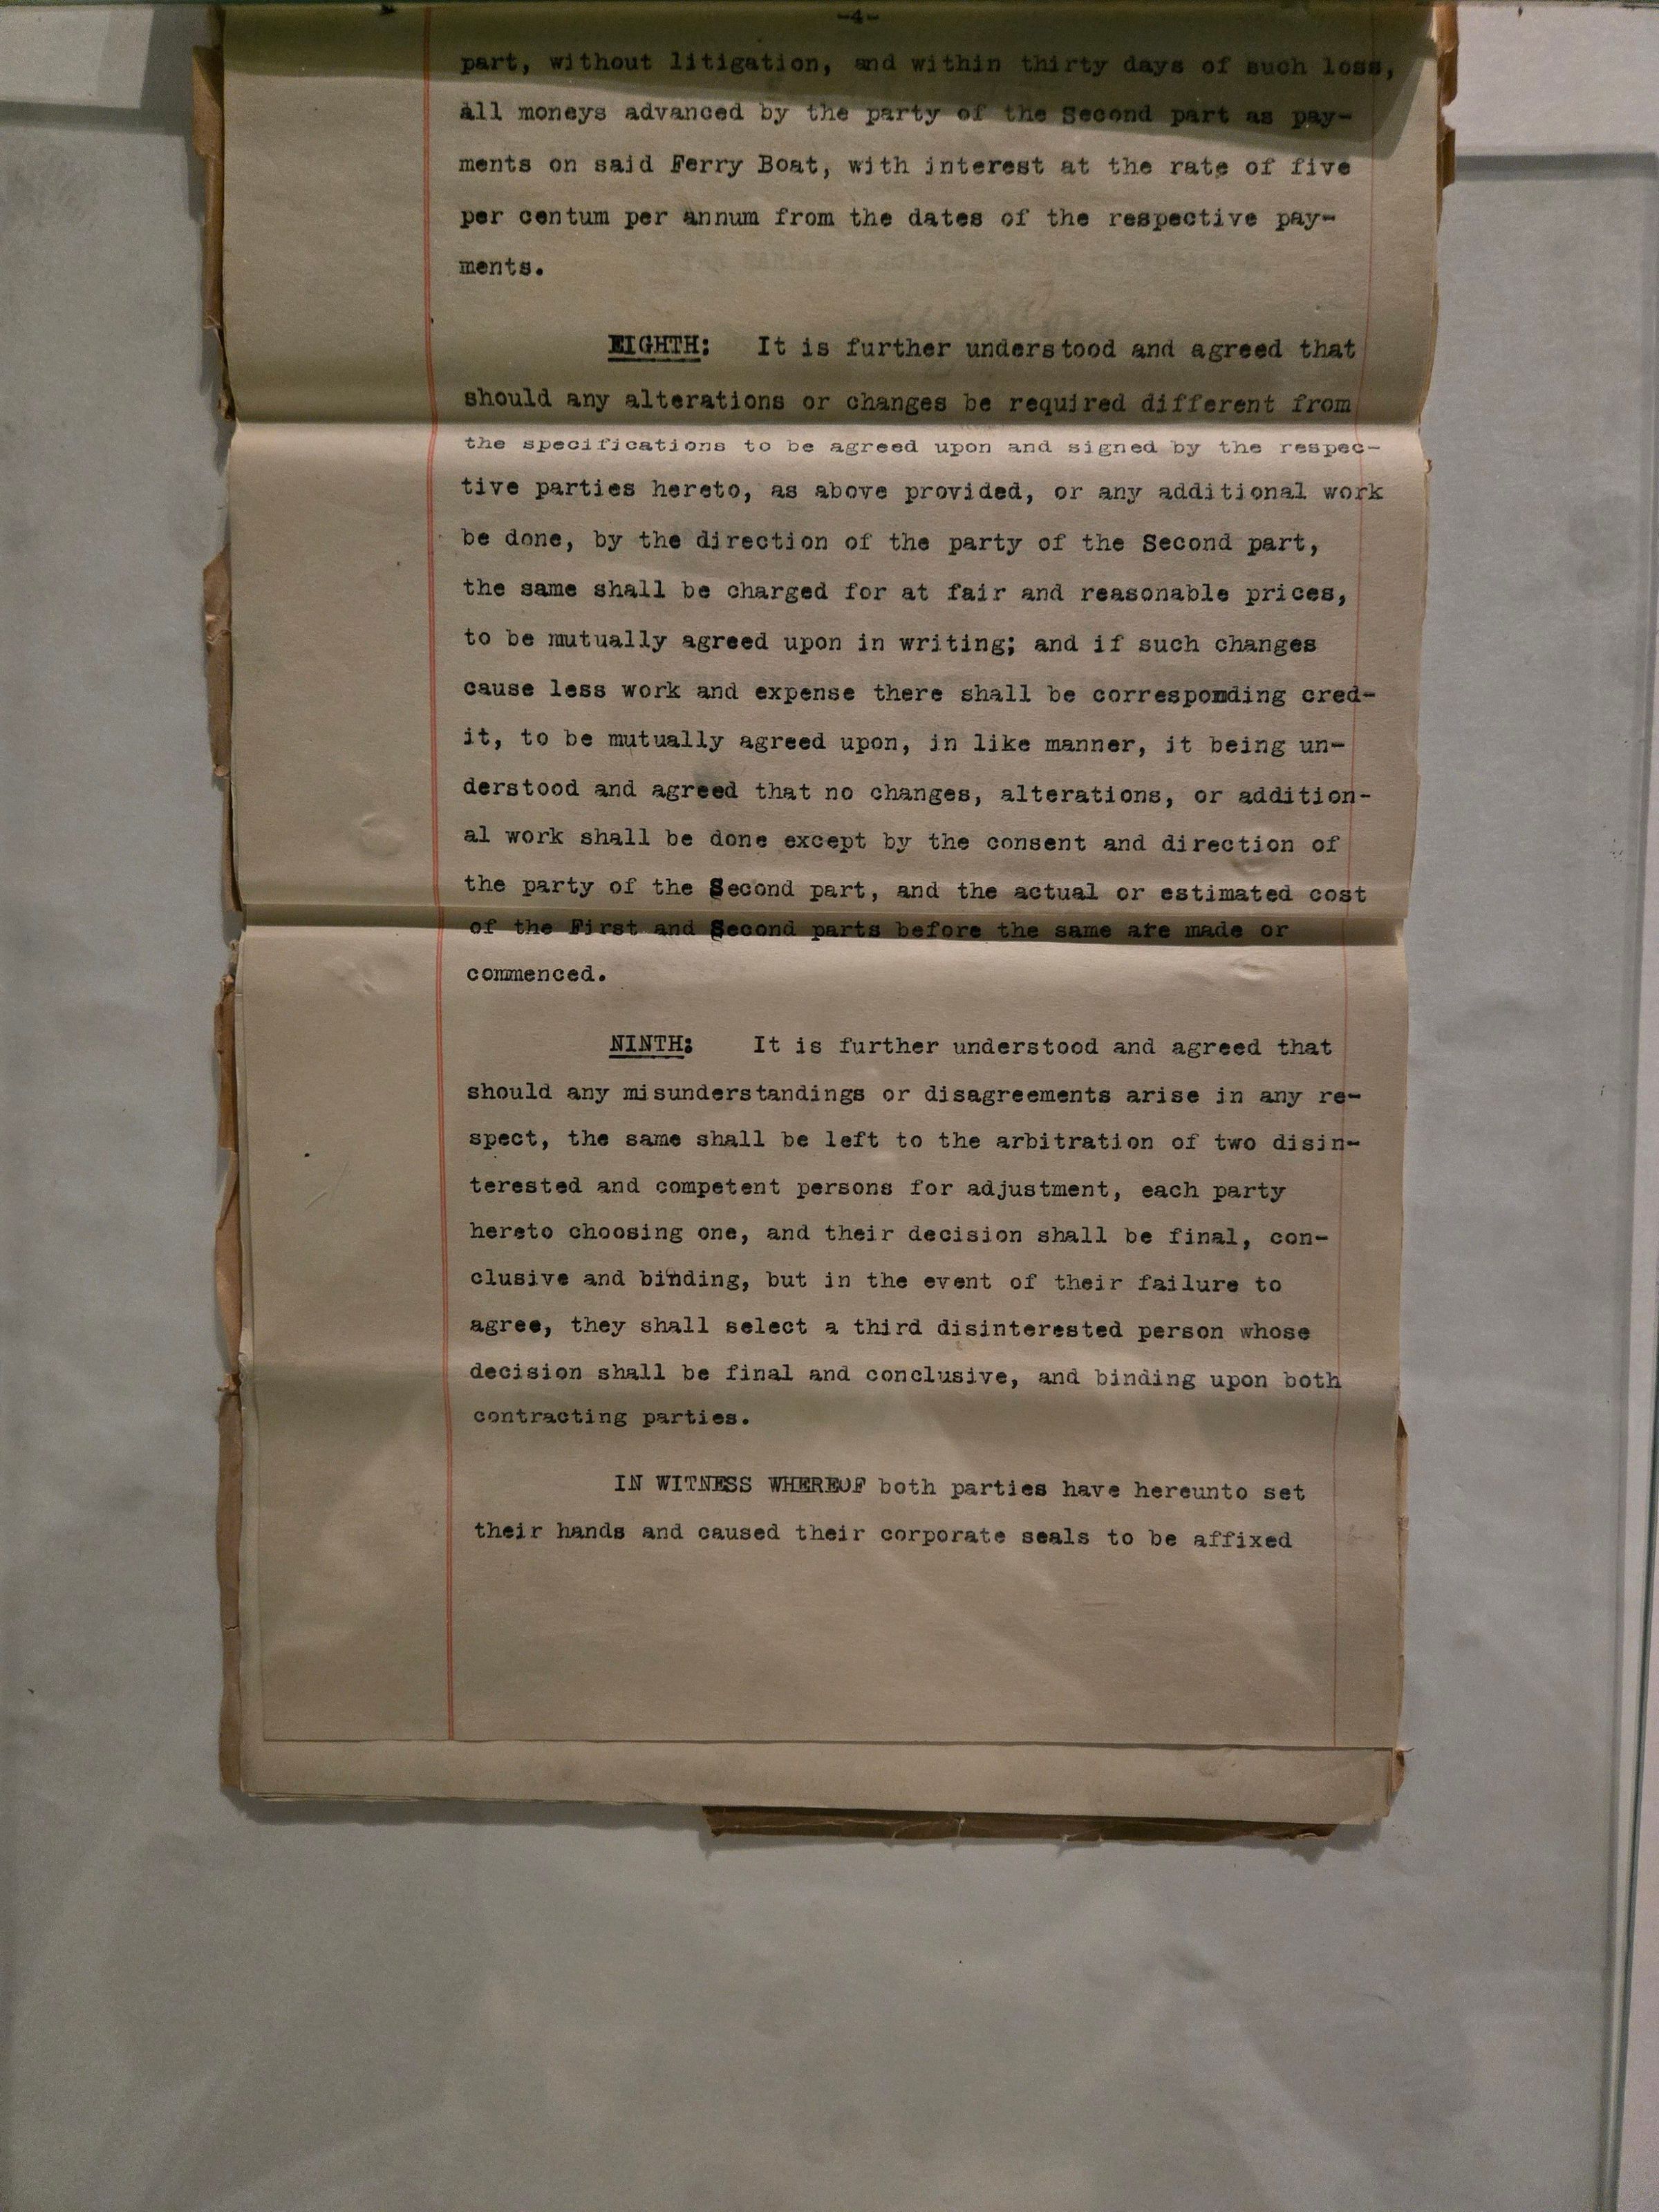 -4-
part, without litigation, and within thirty days of such loss,
all moneys advanced by the party of the Second part as pay-
ments on said Ferry Boat, with interest at the rate of five
per centum per annum from the dates of the respective pay-
ments.
EIGHTH: It is further understood and agreed that
should any alterations or changes be required different from
the specifications to be agreed upon and signed by the respec-
tive parties hereto, as above provided, or any additional work
be done, by the direction of the party of the Second part,
the same shall be charged for at fair and reasonable prices,
to be mutually agreed upon in writing; and if such changes
cause less work and expense there shall be corresponding cred-
it, to be mutually agreed upon, in like manner, it being un-
derstood and agreed that no changes, alterations, or addition-
al work shall be done except by the consent and direction of
the party of the Second part, and the actual or estimated cost
of the First and Second parts before the same are made or
commenced.
NINTH: It is further understood and agreed that
should any misunderstandings or disagreements arise in any re-
spect, the same shall be left to the arbitration of two disin-
terested and competent persons for adjustment, each party
hereto choosing one, and their decision shall be final, con-
clusive and binding, but in the event of their failure to
agree, they shall select a third disinterested person whose
decision shall be final and conclusive, and binding upon both
contracting parties.
IN WITNESS WHEREOF both parties have hereunto set
their hands and caused their corporate seals to be affixed